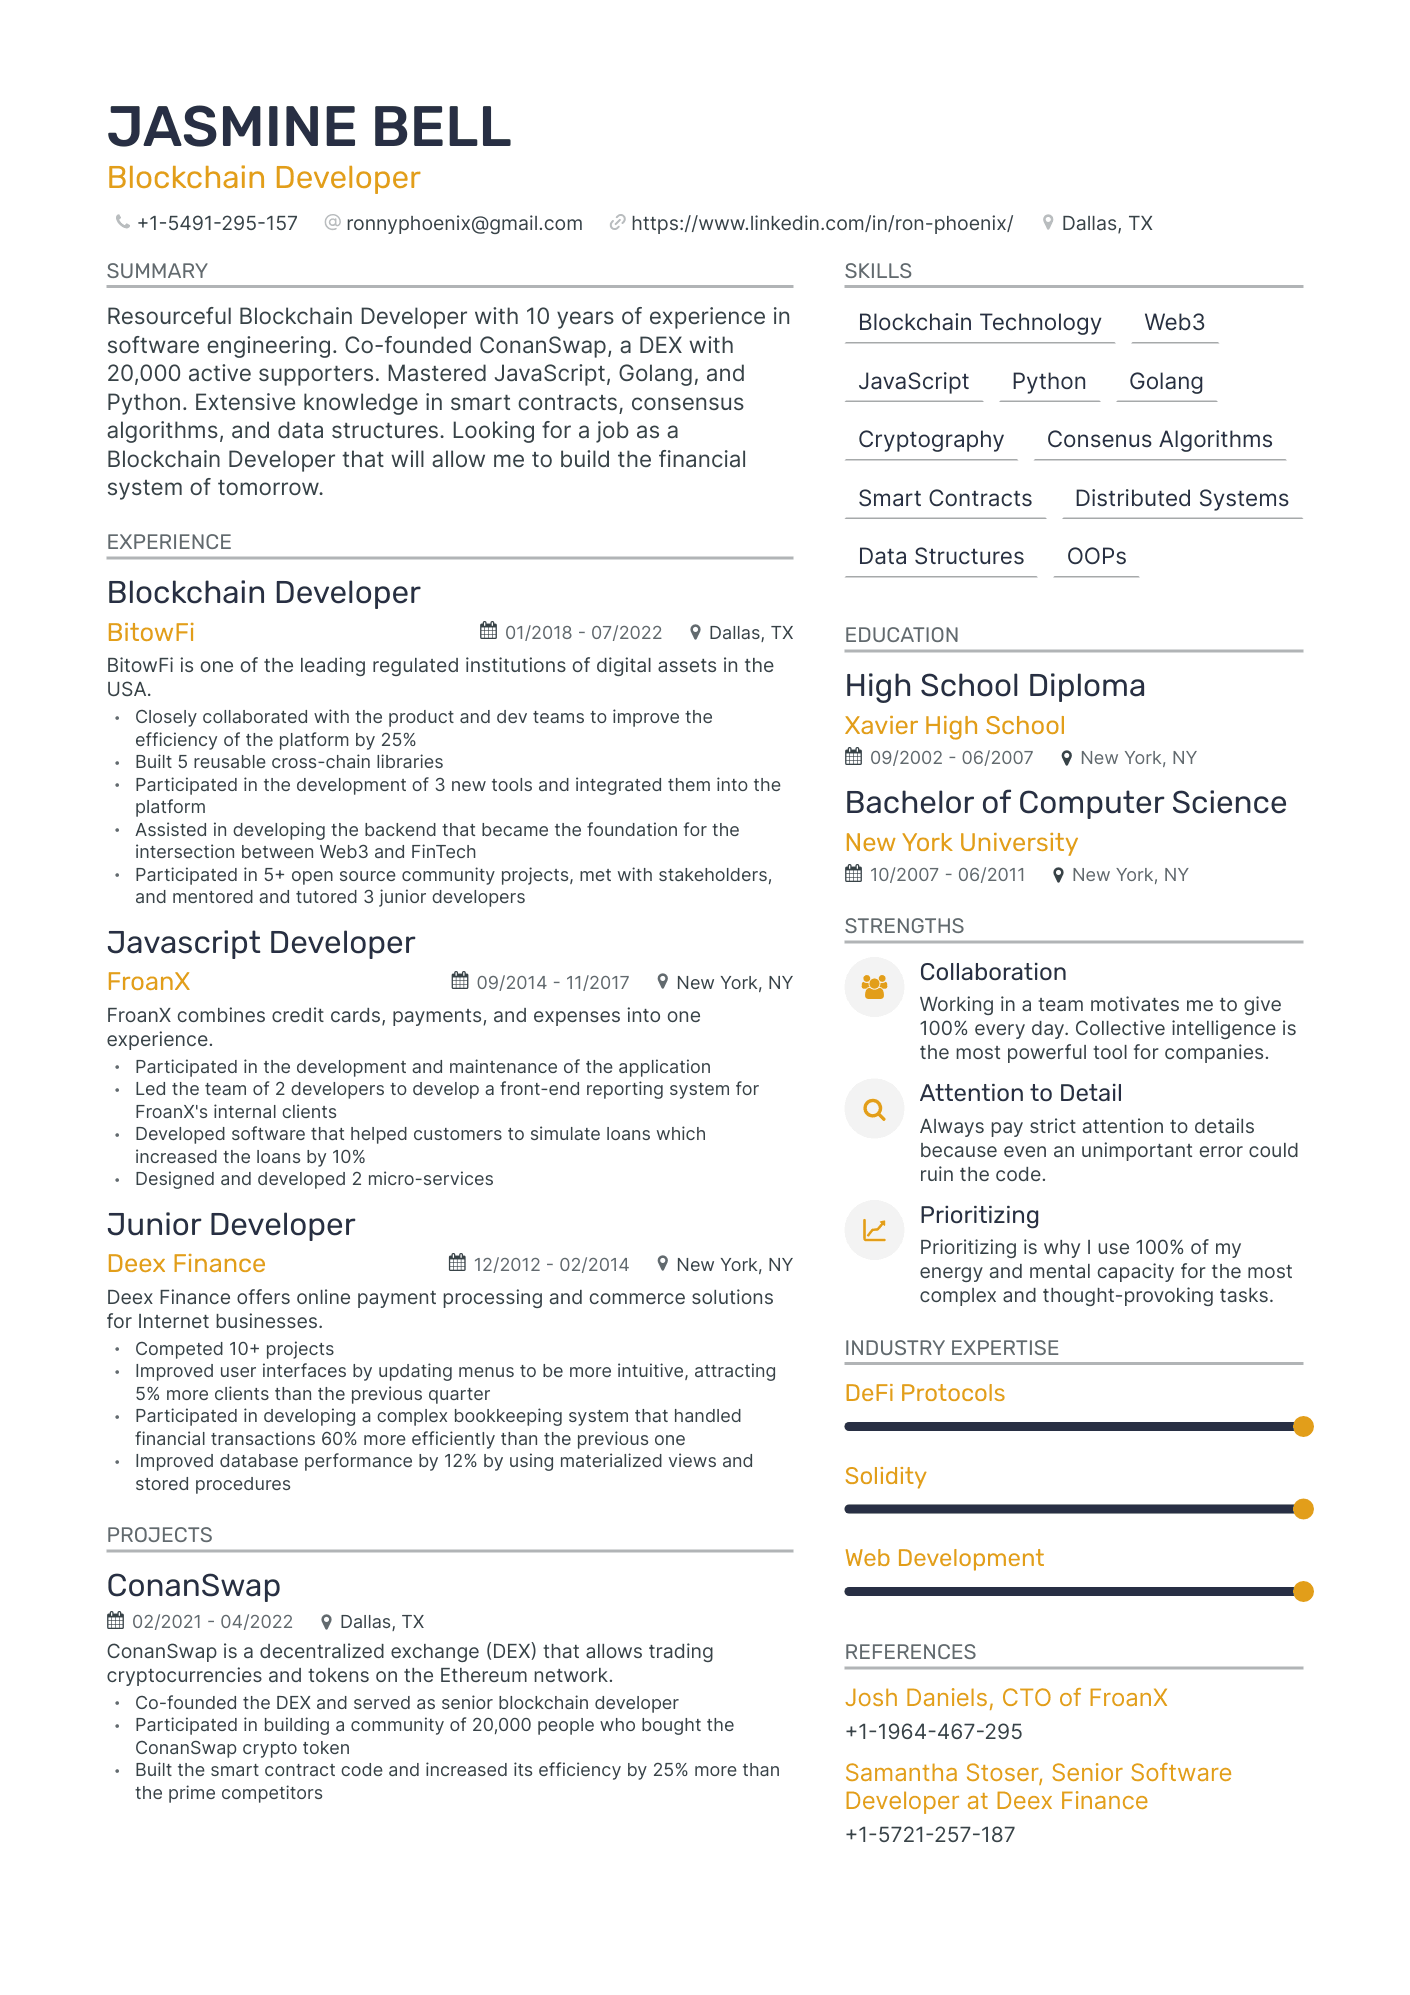 JASMINE BELL
Blockchain Developer
+1-5491-295-157 ronnyphoenix@gmail.com https://www.linkedin.com/in/ron-phoenix/ Dallas, TX
SUMMARY
Resourceful Blockchain Developer with 10 years of experience in
software engineering. Co-founded ConanSwap, a DEX with
20,000 active supporters. Mastered JavaScript, Golang, and
Python. Extensive knowledge in smart contracts, consensus
algorithms, and data structures. Looking for a job as a
Blockchain Developer that will allow me to build the financial
system of tomorrow.
EXPERIENCE
Blockchain Developer
BitowFi 01/2018 - 07/2022 Dallas, TX
BitowFi is one of the leading regulated institutions of digital assets in the
USA.
• Closely collaborated with the product and dev teams to improve the
efficiency of the platform by 25%
• Built 5 reusable cross-chain libraries
• Participated in the development of 3 new tools and integrated them into the
platform
• Assisted in developing the backend that became the foundation for the
intersection between Web3 and FinTech
• Participated in 5+ open source community projects, met with stakeholders,
and mentored and tutored 3 junior developers
Javascript Developer
FroanX 09/2014 - 11/2017 New York, NY
FroanX combines credit cards, payments, and expenses into one
experience.
• Participated in the development and maintenance of the application
• Led the team of 2 developers to develop a front-end reporting system for
FroanX's internal clients
• Developed software that helped customers to simulate loans which
increased the loans by 10%
• Designed and developed 2 micro-services
Junior Developer
Deex Finance 12/2012 - 02/2014 New York, NY
Deex Finance offers online payment processing and commerce solutions
for Internet businesses.
• Competed 10+ projects
• Improved user interfaces by updating menus to be more intuitive, attracting
5% more clients than the previous quarter
• Participated in developing a complex bookkeeping system that handled
financial transactions 60% more efficiently than the previous one
• Improved database performance by 12% by using materialized views and
stored procedures
PROJECTS
ConanSwap
02/2021 - 04/2022 Dallas, TX
ConanSwap is a decentralized exchange (DEX) that allows trading
cryptocurrencies and tokens on the Ethereum network.
• Co-founded the DEX and served as senior blockchain developer
• Participated in building a community of 20,000 people who bought the
ConanSwap crypto token
• Built the smart contract code and increased its efficiency by 25% more than
the prime competitors
SKILLS
Blockchain Technology Web3
JavaScript Python Golang
Cryptography Consenus Algorithms
Smart Contracts Distributed Systems
Data Structures OOPs
EDUCATION
High School Diploma
Xavier High School
09/2002 - 06/2007 New York, NY
Bachelor of Computer Science
New York University
10/2007 - 06/2011 New York, NY
STRENGTHS
Collaboration
Working in a team motivates me to give
100% every day. Collective intelligence is
the most powerful tool for companies.
Attention to Detail
Always pay strict attention to details
because even an unimportant error could
ruin the code.
Prioritizing
Prioritizing is why I use 100% of my
energy and mental capacity for the most
complex and thought-provoking tasks.
INDUSTRY EXPERTISE
DeFi Protocols
Solidity
Web Development
REFERENCES
Josh Daniels, CTO of FroanX
+1-1964-467-295
Samantha Stoser, Senior Software
Developer at Deex Finance
+1-5721-257-187